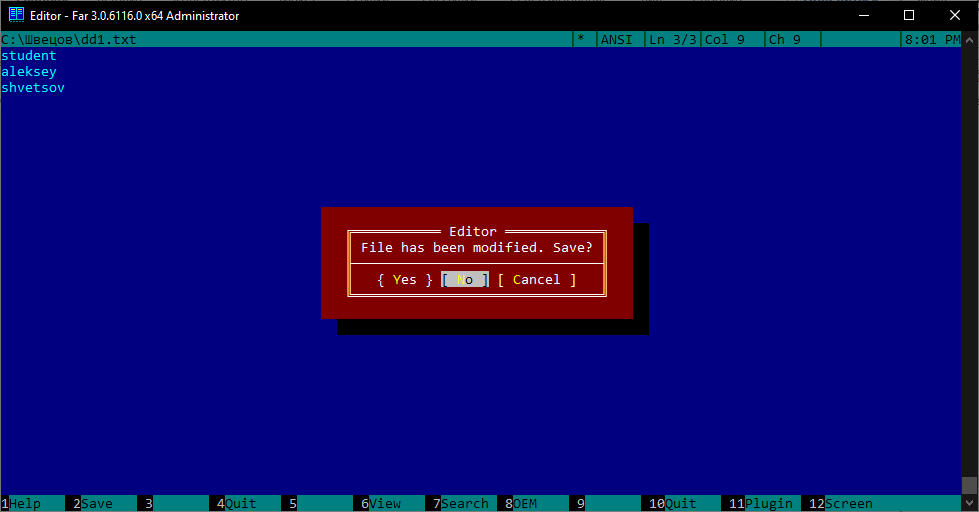 Editor - Far 3.0.6116.0 x64 Administrator
C:\Швецов\dd1.txt |*|ANSI |Ln 3/3|Col 9 |Ch 9 | |8:01 PM
student
aleksey
shvetsov
Editor
File has been modified. Save?
{ Yes } [ No ] [ Cancel ]
1Help 2Save 3 4Quit 5 6View 7Search 8OEM 9 10Quit 11Plugin 12Screen